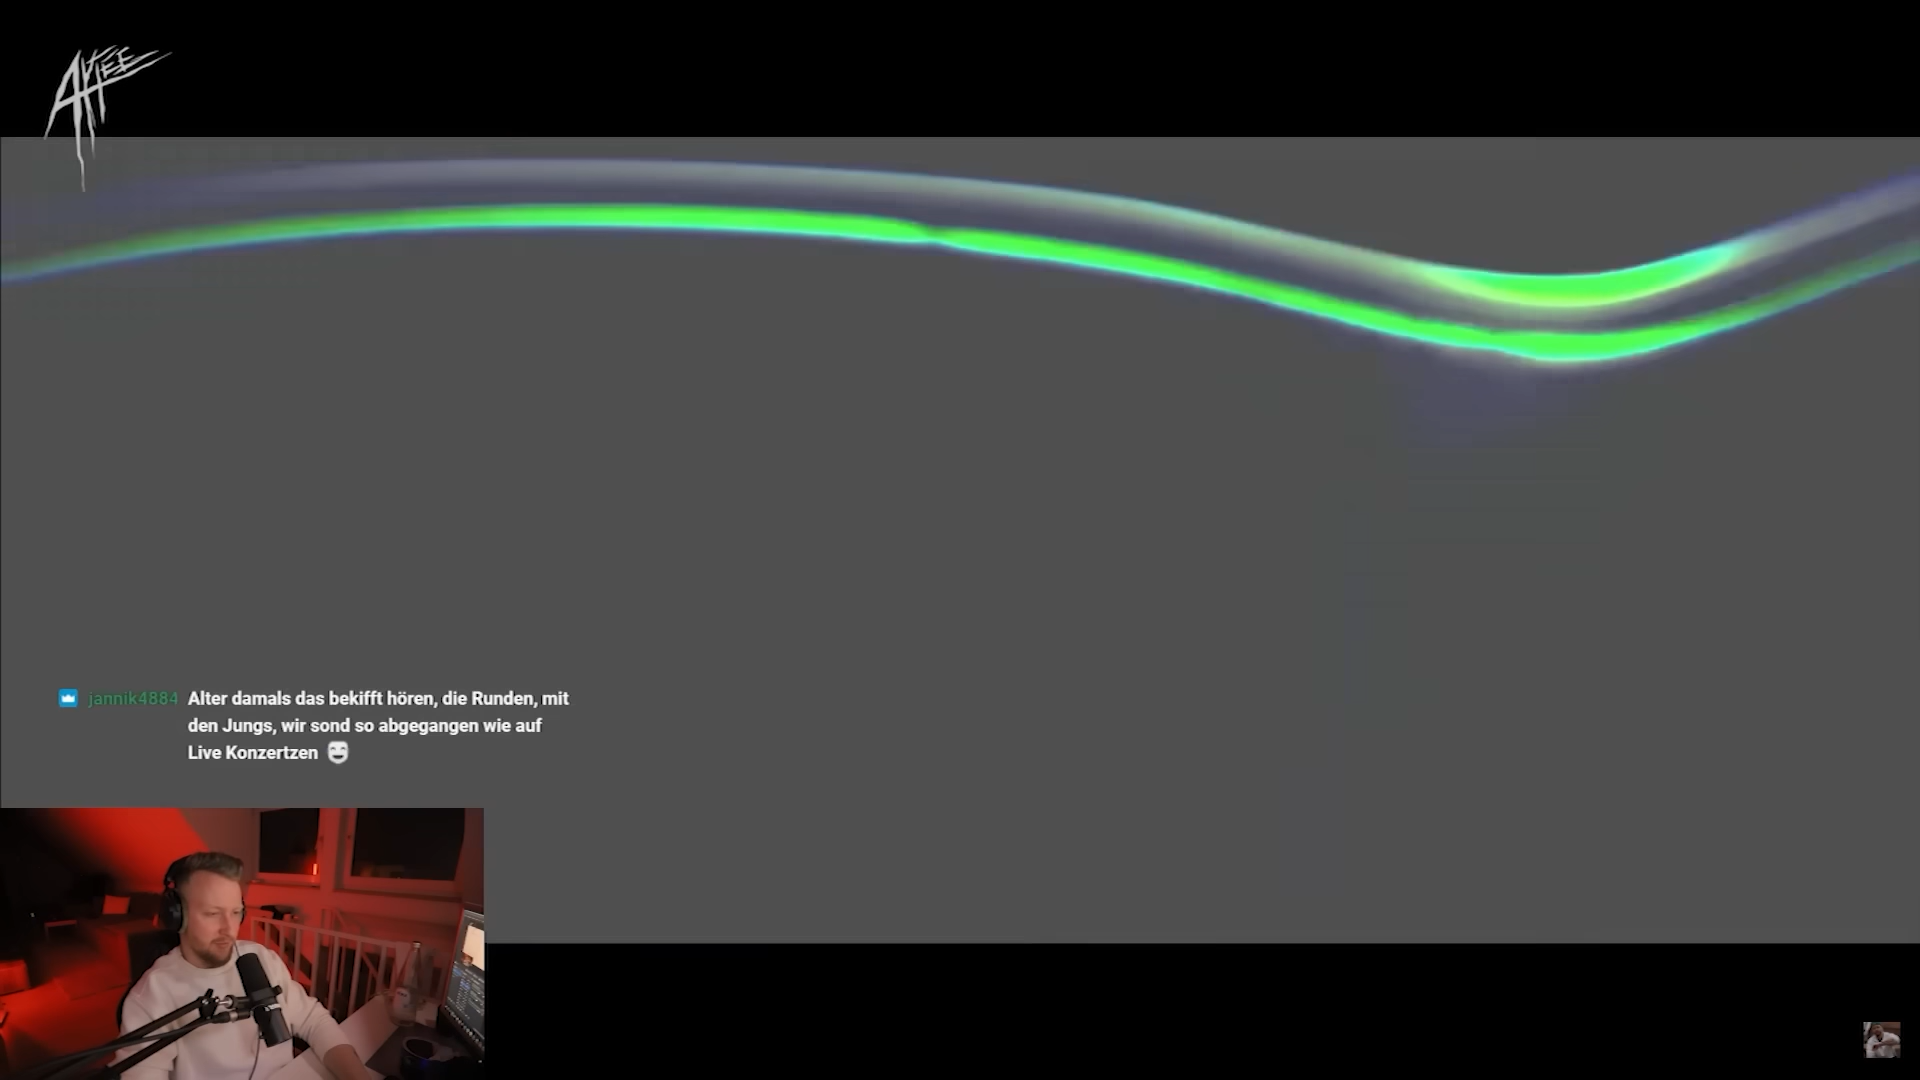 AKTEE
jannik4884 Alter damals das bekifft hören, die Runden, mit
den Jungs, wir sond so abgegangen wie auf
Live Konzertzen